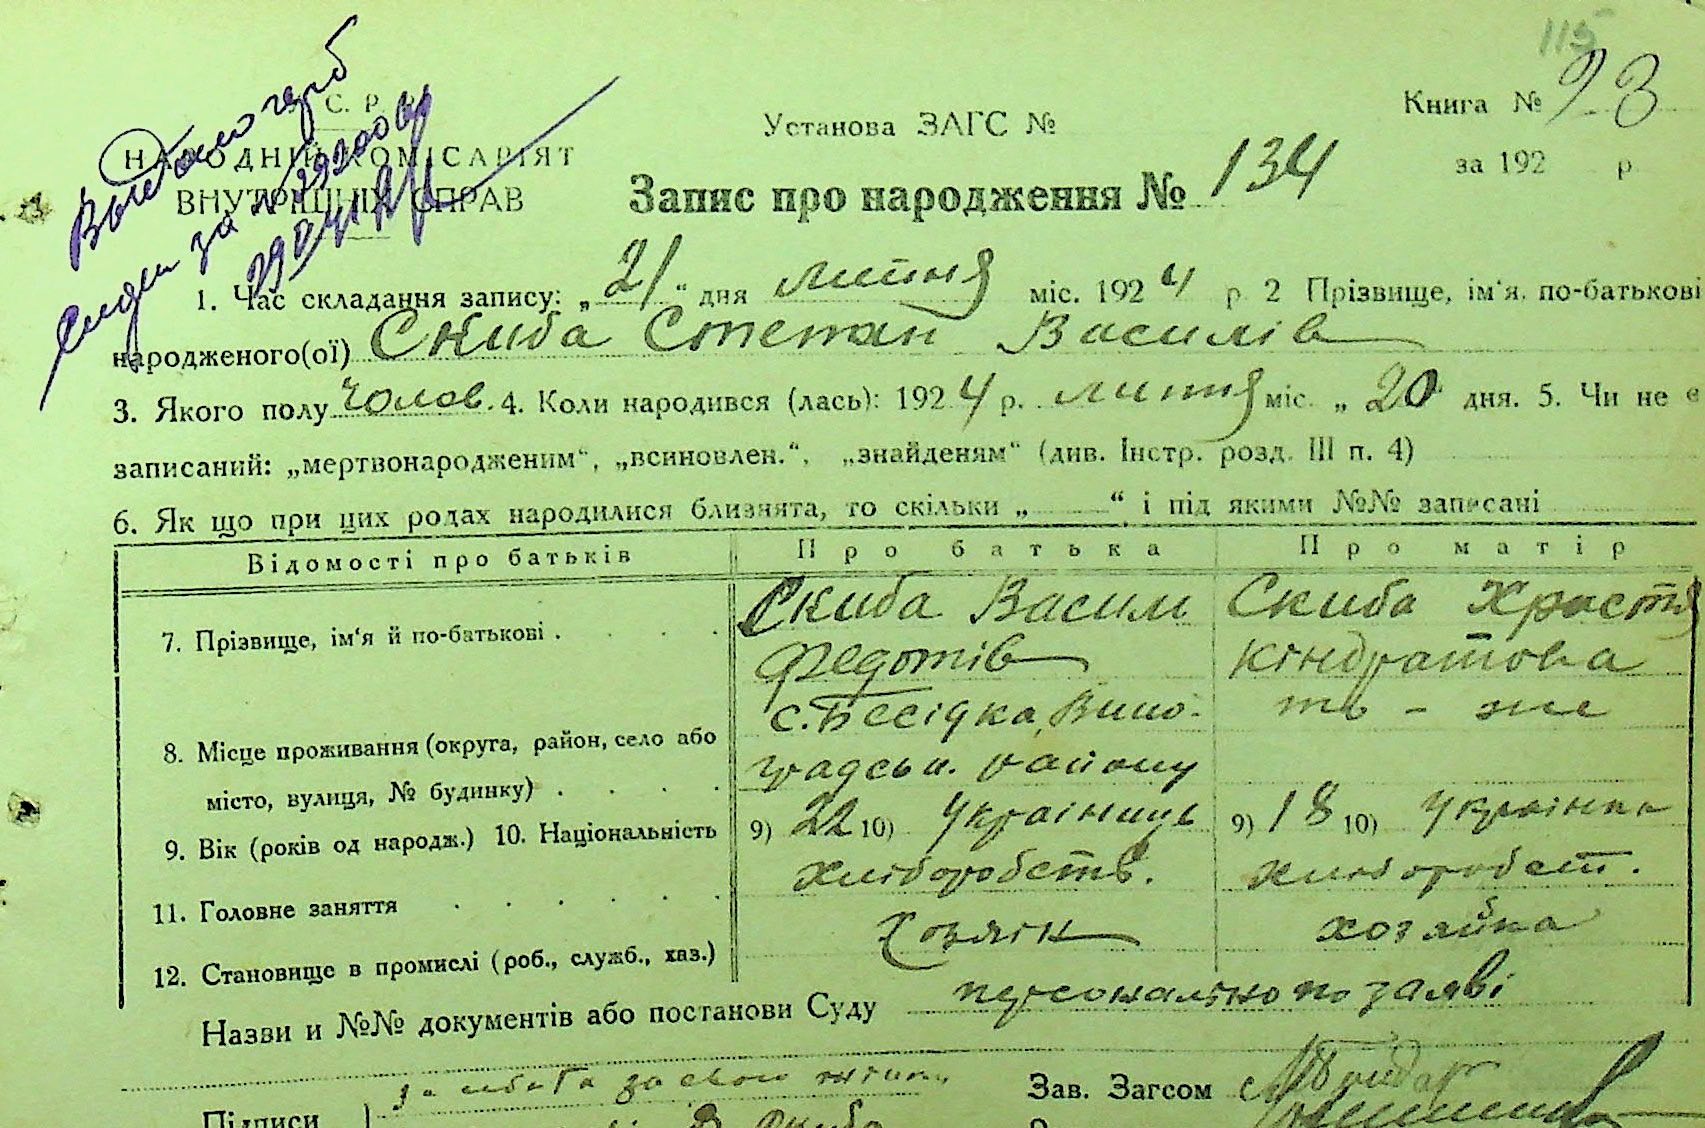 115
С. Р. Р.
Книга № 93
НАРОДНІЙ КОМІСАРІЯТ
ВНУТРІШНІХ СПРАВ
Установа ЗАГС №
за 192 р.
Запис про народження № 134
1. Час складання запису: „21“ дня липня міс. 1924 р 2 Прізвище, ім'я, по-батькові
народженого(ої) Скиба Степан Василів
3. Якого полу чолов. 4. Коли народився (лась): 1924 р. липня міс. „20“ дня. 5. Чи не є
записаний: „мертвонародженим“, „всиновлен.“, „знайденям“ (див. Інстр. розд. III п. 4)
6. Як що при цих родах народилися близнята, то скільки „ — “ і під якими №№ записані
Відомості про батьків Про батька Про матір
7. Прізвище, ім'я й по-батькові . . . . Скиба Васил Скиба Христя
Федотів Кіндратова
с. Бесідка, Вино- та - же
8. Місце проживання (округа, район, село або
градськ. району
місто, вулиця, № будинку) . . . .
9. Вік (років од народж.) 10. Національність 9) 22 10) Українець 9) 18 10) Українка
11. Головне заняття . . . . . . хліборобств. хліборобст.
12. Становище в промислі (роб., служб., хаз.) Хозяїн хозяйка
Назви и №№ документів або постанови Суду персонально по заяві
Зав. Загсом
Підписи Скиба